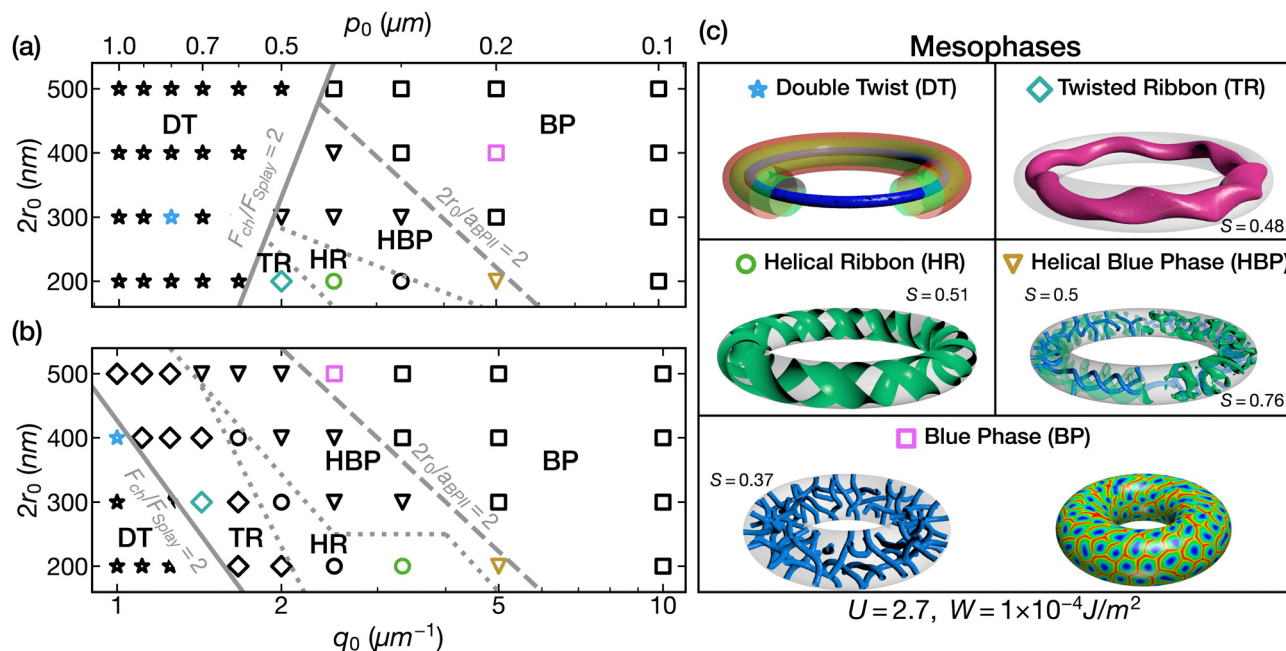 (a)
p₀ (μm)
1.0 0.7 0.5 0.2 0.1
2r₀ (nm)
500
400
300
200
DT
TR
HR
HBP
BP
F_ch/F_Splay = 2
2r₀/a_BPII = 2
(b)
2r₀ (nm)
500
400
300
200
DT
TR
HR
HBP
BP
F_ch/F_Splay = 2
2r₀/a_BPII = 2
1 2 5 10
q₀ (μm⁻¹)
(c)
Mesophases
Double Twist (DT)
Twisted Ribbon (TR)
S = 0.48
Helical Ribbon (HR)
S = 0.51
Helical Blue Phase (HBP)
S = 0.5
S = 0.76
Blue Phase (BP)
S = 0.37
U = 2.7, W = 1×10⁻⁴J/m²